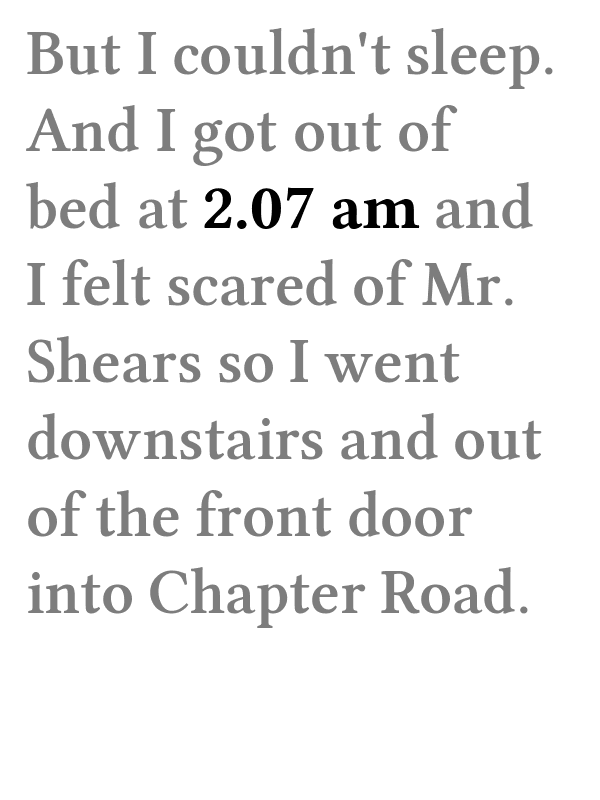 But I couldn't sleep.
And I got out of
bed at 2.07 am and
I felt scared of Mr.
Shears so I went
downstairs and out
of the front door
into Chapter Road.